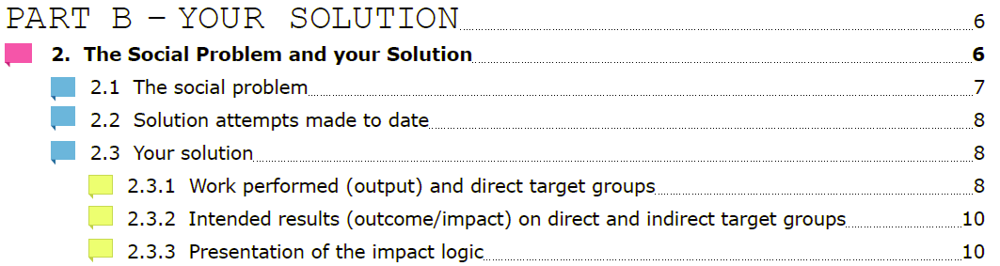 PART B – YOUR SOLUTION 6
2. The Social Problem and your Solution 6
2.1 The social problem 7
2.2 Solution attempts made to date 8
2.3 Your solution 8
2.3.1 Work performed (output) and direct target groups 8
2.3.2 Intended results (outcome/impact) on direct and indirect target groups 10
2.3.3 Presentation of the impact logic 10